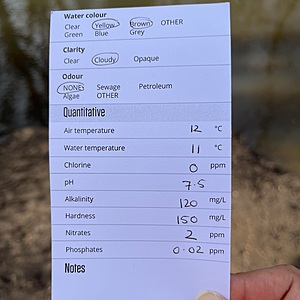 Water colour
Clear Yellow Brown OTHER
Green Blue Grey
Clarity
Clear Cloudy Opaque
Odour
NONE Sewage Petroleum
Algae OTHER
Quantitative
Air temperature 12 °C
Water temperature 11 °C
Chlorine 0 ppm
pH 7.5
Alkalinity 120 mg/L
Hardness 150 mg/L
Nitrates 2 ppm
Phosphates 0.02 ppm
Notes